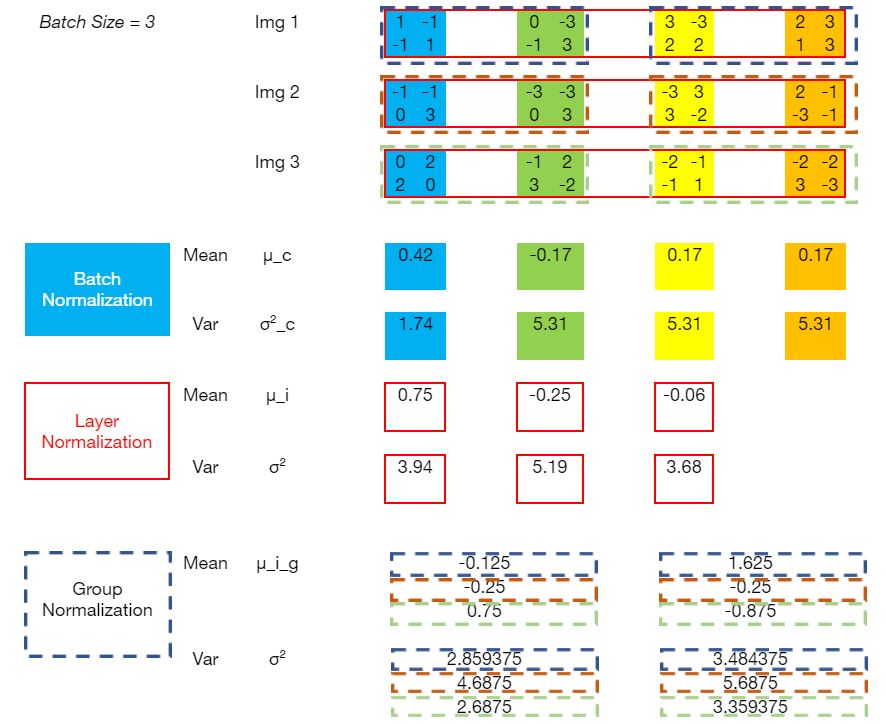 Batch Size = 3 Img 1 1 -1 0 -3 3 -3 2 3
-1 1 -1 3 2 2 1 3
Img 2 -1 -1 -3 -3 -3 3 2 -1
0 3 0 3 3 -2 -3 -1
Img 3 0 2 -1 2 -2 -1 -2 -2
2 0 3 -2 -1 1 3 -3
Batch
Normalization
Mean μ_c 0.42 -0.17 0.17 0.17
Var σ²_c 1.74 5.31 5.31 5.31
Layer
Normalization
Mean μ_i 0.75 -0.25 -0.06
Var σ² 3.94 5.19 3.68
Group
Normalization
Mean μ_i_g -0.125 1.625
-0.25 -0.25
0.75 -0.875
Var σ² 2.859375 3.484375
4.6875 5.6875
2.6875 3.359375